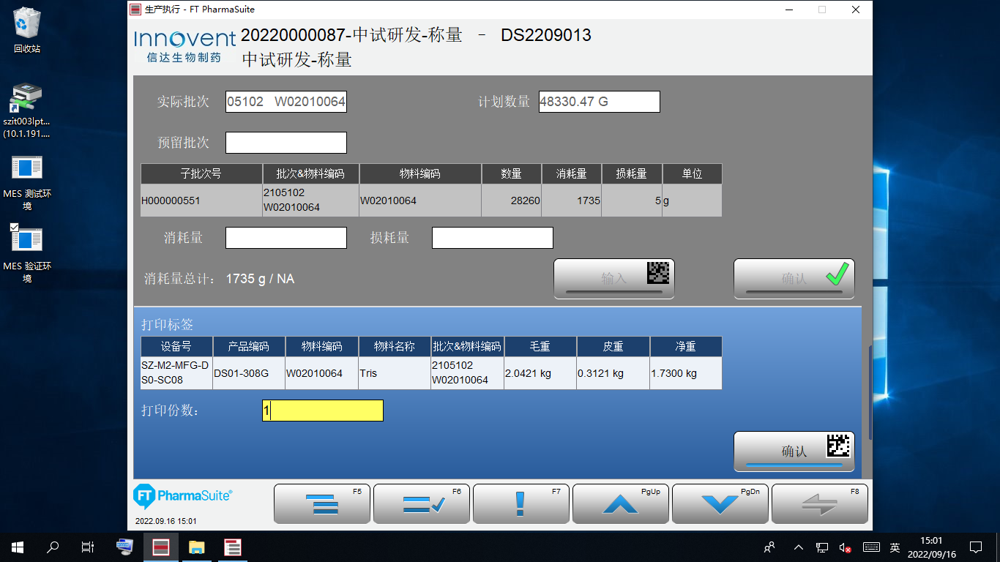 生产执行 - FT PharmaSuite
回收站
szit003lpt...
(10.1.191....
MES 测试环
境
MES 验证环
境
Innovent
信达生物制药
20220000087-中试研发-称量 - DS2209013
中试研发-称量
实际批次 05102 W02010064 计划数量 48330.47 G
预留批次
子批次号 批次&物料编码 物料编码 数量 消耗量 损耗量 单位
H000000551 2105102 W02010064 W02010064 28260 1735 5 g
消耗量 损耗量
消耗量总计： 1735 g / NA 输入 确认
打印标签
设备号 产品编码 物料编码 物料名称 批次&物料编码 毛重 皮重 净重
SZ-M2-MFG-D
S0-SC08 DS01-308G W02010064 Tris 2105102
W02010064 2.0421 kg 0.3121 kg 1.7300 kg
打印份数： 1
确认
FT PharmaSuite®
2022.09.16 15:01
F5 F6 F7 PgUp PgDn F8
英
15:01
2022/09/16